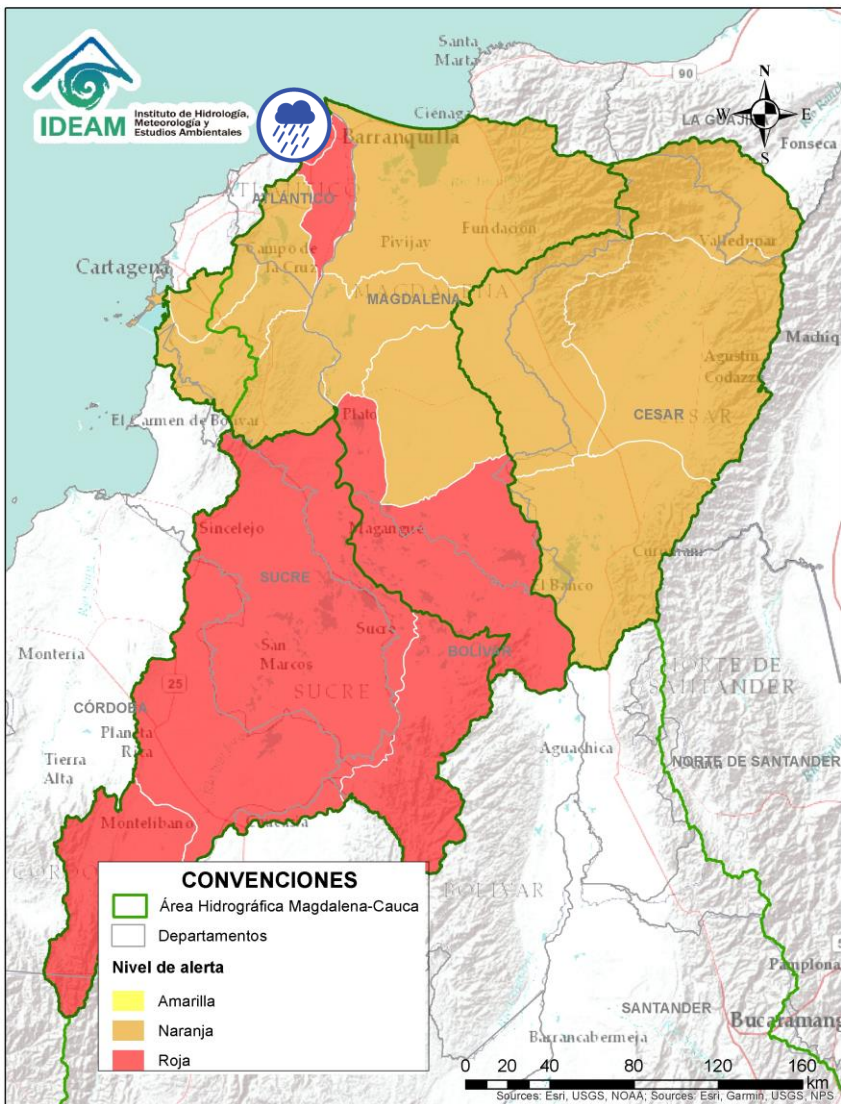 IDEAM
Instituto de Hidrología,
Meteorología y
Estudios Ambientales
Santa
Marta
90
N
W
E
S
Ciénaga
LA GUAJI
Fonseca
Barranquilla
ATLÁNTICO
Campo de
la Cruz
Pivijay
Fundación
Valledupar
Cartagena
MAGDALENA
Machiq
Agustín
Codazzi
El Carmen de Bolívar
Plato
CESAR
CESAR
Sincelejo
Magangué
SUCRE
El Banco
Sucre
San
Marcos
BOLÍVAR
Montería
SUCRE
NORTE DE
SANTANDER
25
CÓRDOBA
Planeta
Rica
Tierra
Alta
Aguachica
NORTE DE SANTANDER
Montelíbano
BOLÍVAR
CONVENCIONES
Área Hidrográfica Magdalena-Cauca
Departamentos
Nivel de alerta
Amarilla
Naranja
Roja
Pamplona
SANTANDER
Bucaramang
Barrancabermeja
0 20 40 80 120 160
km
Sources: Esri, USGS, NOAA; Sources: Esri, Garmin, USGS, NPS